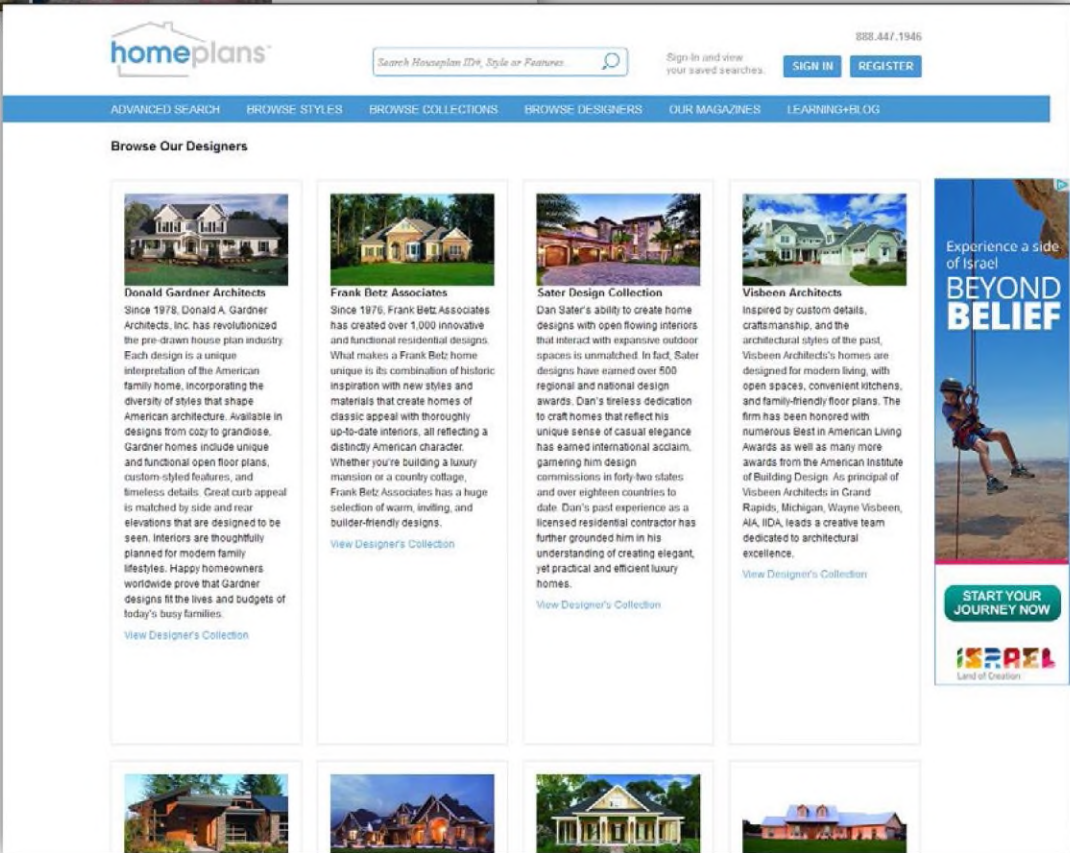 888.447.1946
homeplans
Search Houseplan ID#, Style or Features
Sign-In and view
your saved searches.
SIGN IN
REGISTER
ADVANCED SEARCH
BROWSE STYLES
BROWSE COLLECTIONS
BROWSE DESIGNERS
OUR MAGAZINES
LEARNING+BLOG
Browse Our Designers
Donald Gardner Architects
Since 1978, Donald A. Gardner
Architects, Inc. has revolutionized
the pre-drawn house plan industry.
Each design is a unique
interpretation of the American
family home, incorporating the
diversity of styles that shape
American architecture. Available in
designs from cozy to grandiose,
Gardner homes include unique
and functional open floor plans,
custom-styled features, and
timeless details. Great curb appeal
is matched by side and rear
elevations that are designed to be
seen. Interiors are thoughtfully
planned for modern family
lifestyles. Happy homeowners
worldwide prove that Gardner
designs fit the lives and budgets of
today's busy families.
View Designer's Collection
Frank Betz Associates
Since 1976, Frank Betz Associates
has created over 1,000 innovative
and functional residential designs.
What makes a Frank Betz home
unique is its combination of historic
inspiration with new styles and
materials that create homes of
classic appeal with thoroughly
up-to-date interiors, all reflecting a
distinctly American character.
Whether you're building a luxury
mansion or a country cottage,
Frank Betz Associates has a huge
selection of warm, inviting, and
builder-friendly designs.
View Designer's Collection
Sater Design Collection
Dan Sater's ability to create home
designs with open flowing interiors
that interact with expansive outdoor
spaces is unmatched. In fact, Sater
designs have earned over 500
regional and national design
awards. Dan's tireless dedication
to craft homes that reflect his
unique sense of casual elegance
has earned international acclaim,
garnering him design
commissions in forty-two states
and over eighteen countries to
date. Dan's past experience as a
licensed residential contractor has
further grounded him in his
understanding of creating elegant,
yet practical and efficient luxury
homes.
View Designer's Collection
Visbeen Architects
Inspired by custom details,
craftsmanship, and the
architectural styles of the past,
Visbeen Architects's homes are
designed for modern living, with
open spaces, convenient kitchens,
and family-friendly floor plans. The
firm has been honored with
numerous Best in American Living
Awards as well as many more
awards from the American Institute
of Building Design. As principal of
Visbeen Architects in Grand
Rapids, Michigan, Wayne Visbeen,
AIA, IIDA, leads a creative team
dedicated to architectural
excellence.
View Designer's Collection
Experience a side
of Israel
BEYOND
BELIEF
START YOUR
JOURNEY NOW
ISRAEL
Land of Creation